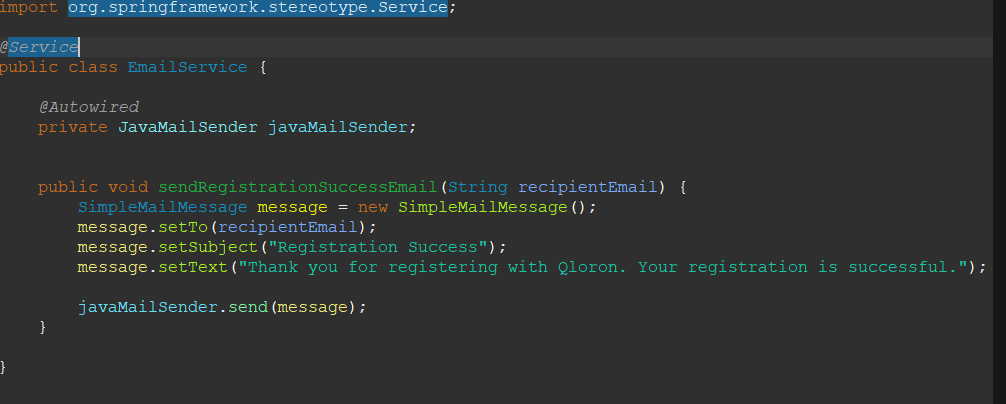 import org.springframework.stereotype.Service;
@Service
public class EmailService {
@Autowired
private JavaMailSender javaMailSender;
public void sendRegistrationSuccessEmail(String recipientEmail) {
SimpleMailMessage message = new SimpleMailMessage();
message.setTo(recipientEmail);
message.setSubject("Registration Success");
message.setText("Thank you for registering with Qloron. Your registration is successful.");
javaMailSender.send(message);
}
}